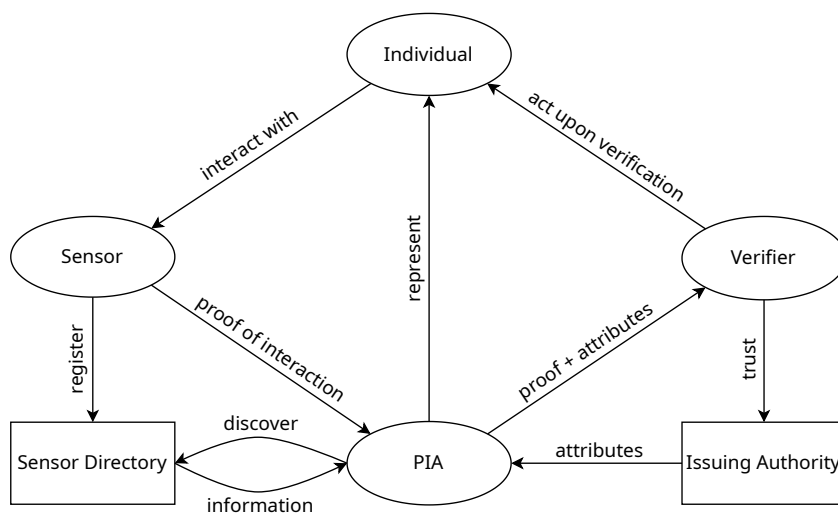 Individual
interact with
act upon verification
represent
Sensor
Verifier
register
proof of interaction
proof + attributes
trust
discover
Sensor Directory
PIA
attributes
Issuing Authority
information